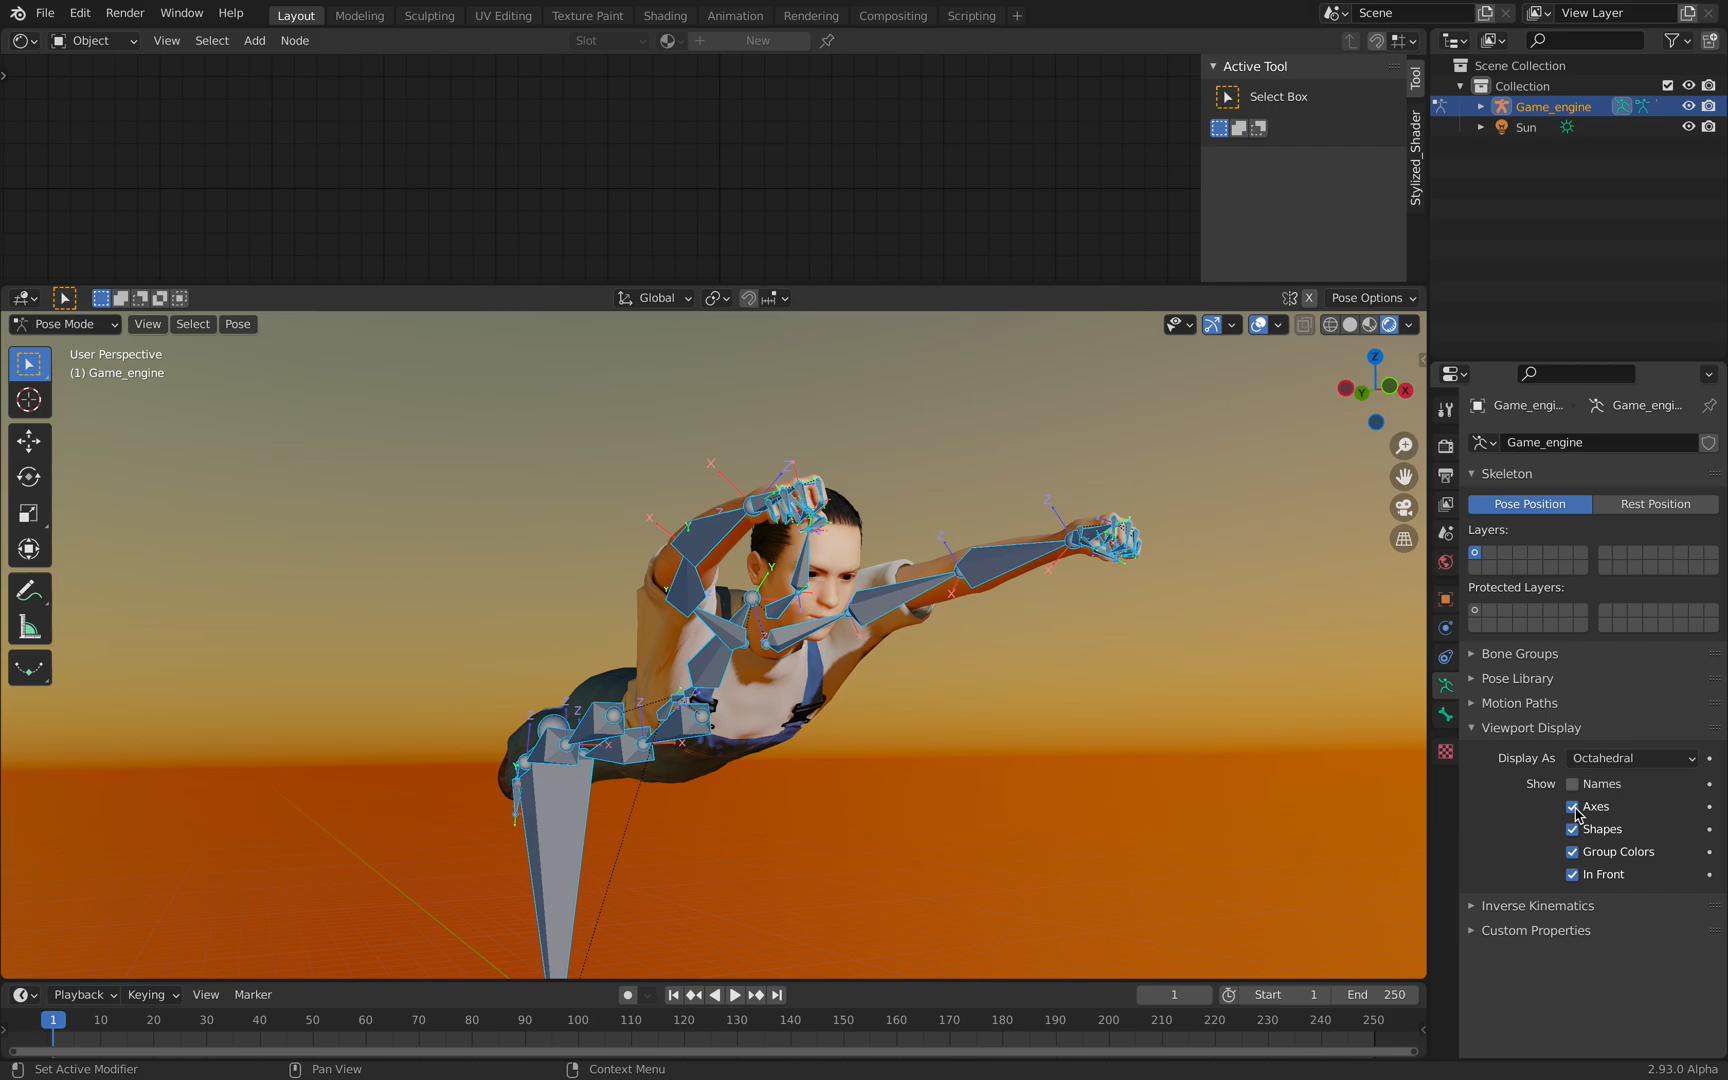 File Edit Render Window Help Layout Modeling Sculpting UV Editing Texture Paint Shading Animation Rendering Compositing Scripting + Scene View Layer
Object View Select Add Node Slot New
Active Tool
Select Box
Tool
Stylized_Shader
Scene Collection
Collection
Game_engine
Sun
Global X Pose Options
Pose Mode View Select Pose
User Perspective
(1) Game_engine
Z
Y
X
Game_engi... Game_engi...
Game_engine
Skeleton
Pose Position Rest Position
Layers:
Protected Layers:
Bone Groups
Pose Library
Motion Paths
Viewport Display
Display As Octahedral
Show Names
Axes
Shapes
Group Colors
In Front
Inverse Kinematics
Custom Properties
Playback Keying View Marker 1 Start 1 End 250
1 10 20 30 40 50 60 70 80 90 100 110 120 130 140 150 160 170 180 190 200 210 220 230 240 250
Set Active Modifier Pan View Context Menu 2.93.0 Alpha